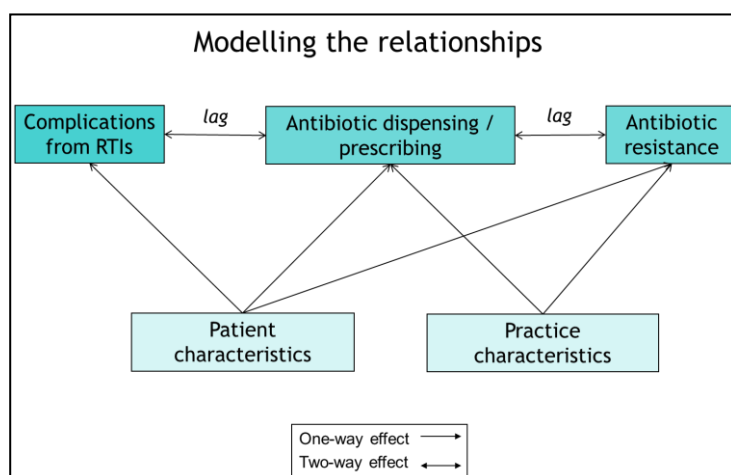 Modelling the relationships
Complications
from RTIs
lag
Antibiotic dispensing /
prescribing
lag
Antibiotic
resistance
Patient
characteristics
Practice
characteristics
One-way effect
Two-way effect